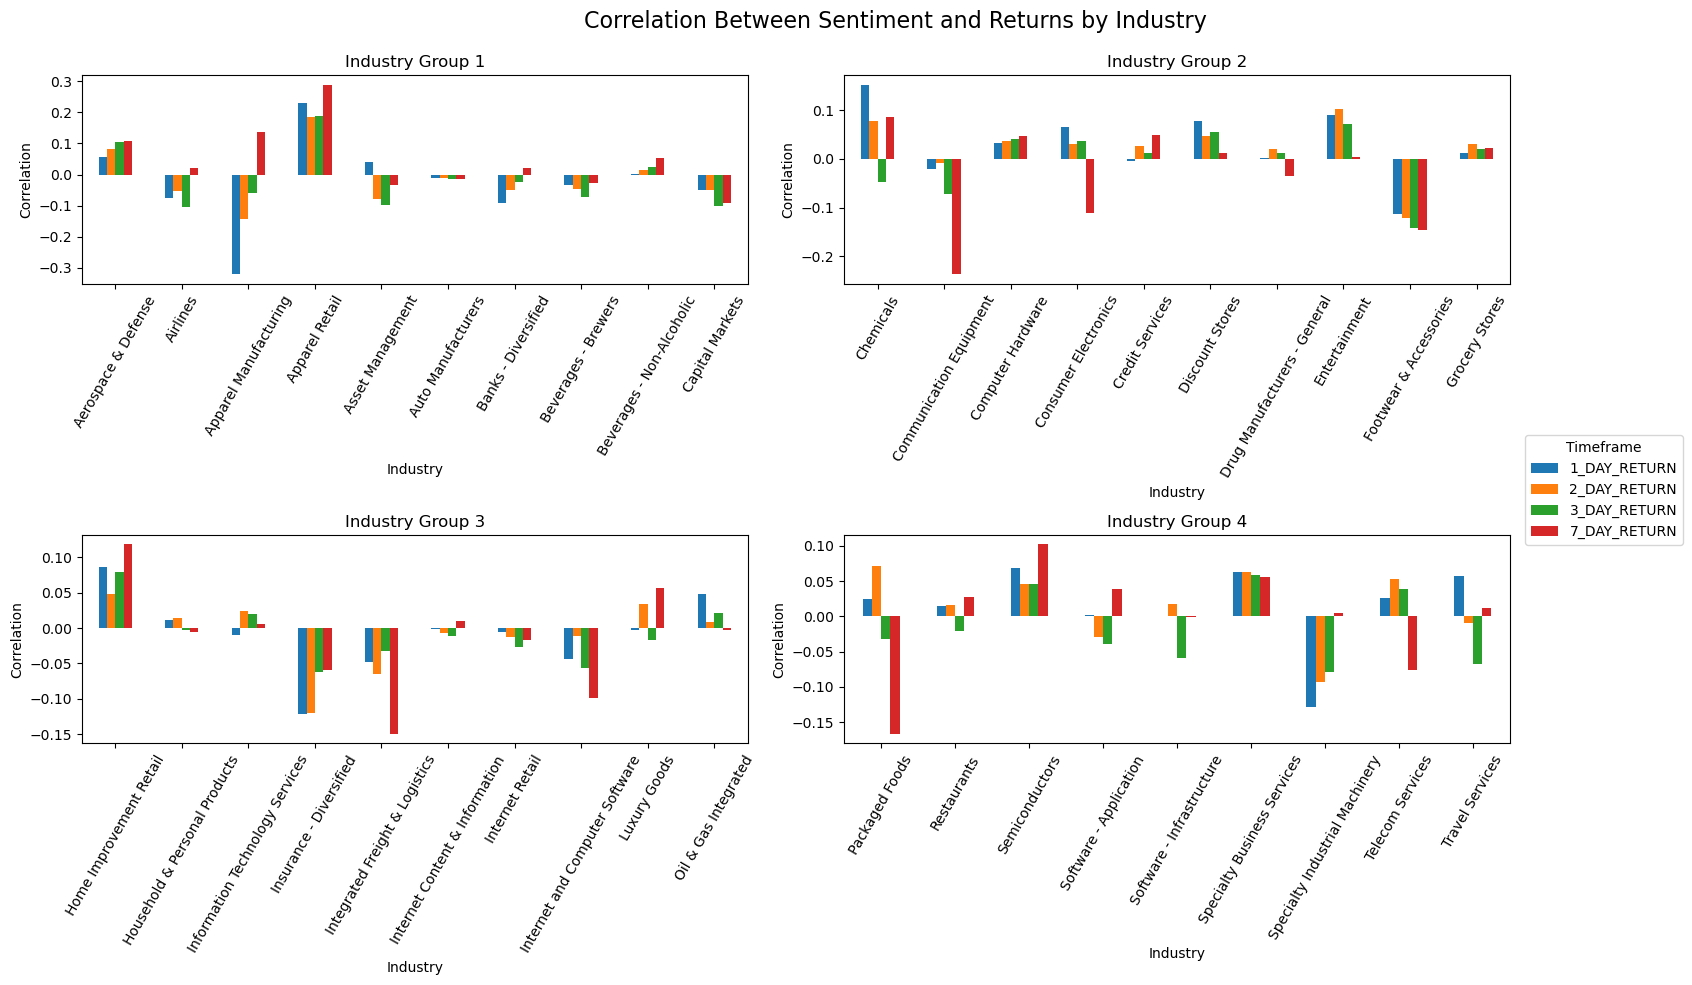 Correlation Between Sentiment and Returns by Industry
Industry Group 1
Correlation
0.3
0.2
0.1
0.0
−0.1
−0.2
−0.3
Aerospace & Defense
Airlines
Apparel Manufacturing
Apparel Retail
Asset Management
Auto Manufacturers
Banks - Diversified
Beverages - Brewers
Beverages - Non-Alcoholic
Capital Markets
Industry
Industry Group 2
Correlation
0.1
0.0
−0.1
−0.2
Chemicals
Communication Equipment
Computer Hardware
Consumer Electronics
Credit Services
Discount Stores
Drug Manufacturers - General
Entertainment
Footwear & Accessories
Grocery Stores
Industry
Timeframe
1_DAY_RETURN
2_DAY_RETURN
3_DAY_RETURN
7_DAY_RETURN
Industry Group 3
Correlation
0.10
0.05
0.00
−0.05
−0.10
−0.15
Home Improvement Retail
Household & Personal Products
Information Technology Services
Insurance - Diversified
Integrated Freight & Logistics
Internet Content & Information
Internet Retail
Internet and Computer Software
Luxury Goods
Oil & Gas Integrated
Industry
Industry Group 4
Correlation
0.10
0.05
0.00
−0.05
−0.10
−0.15
Packaged Foods
Restaurants
Semiconductors
Software - Application
Software - Infrastructure
Specialty Business Services
Specialty Industrial Machinery
Telecom Services
Travel Services
Industry